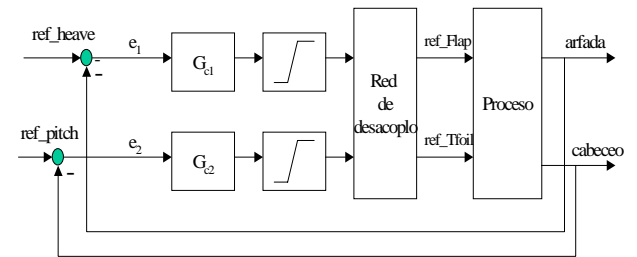 ref_heave
e1
Gc1
ref_Flap
arfada
Red
de
desacoplo
Proceso
ref_pitch
e2
Gc2
ref_Tfoil
cabeceo
-
-
-